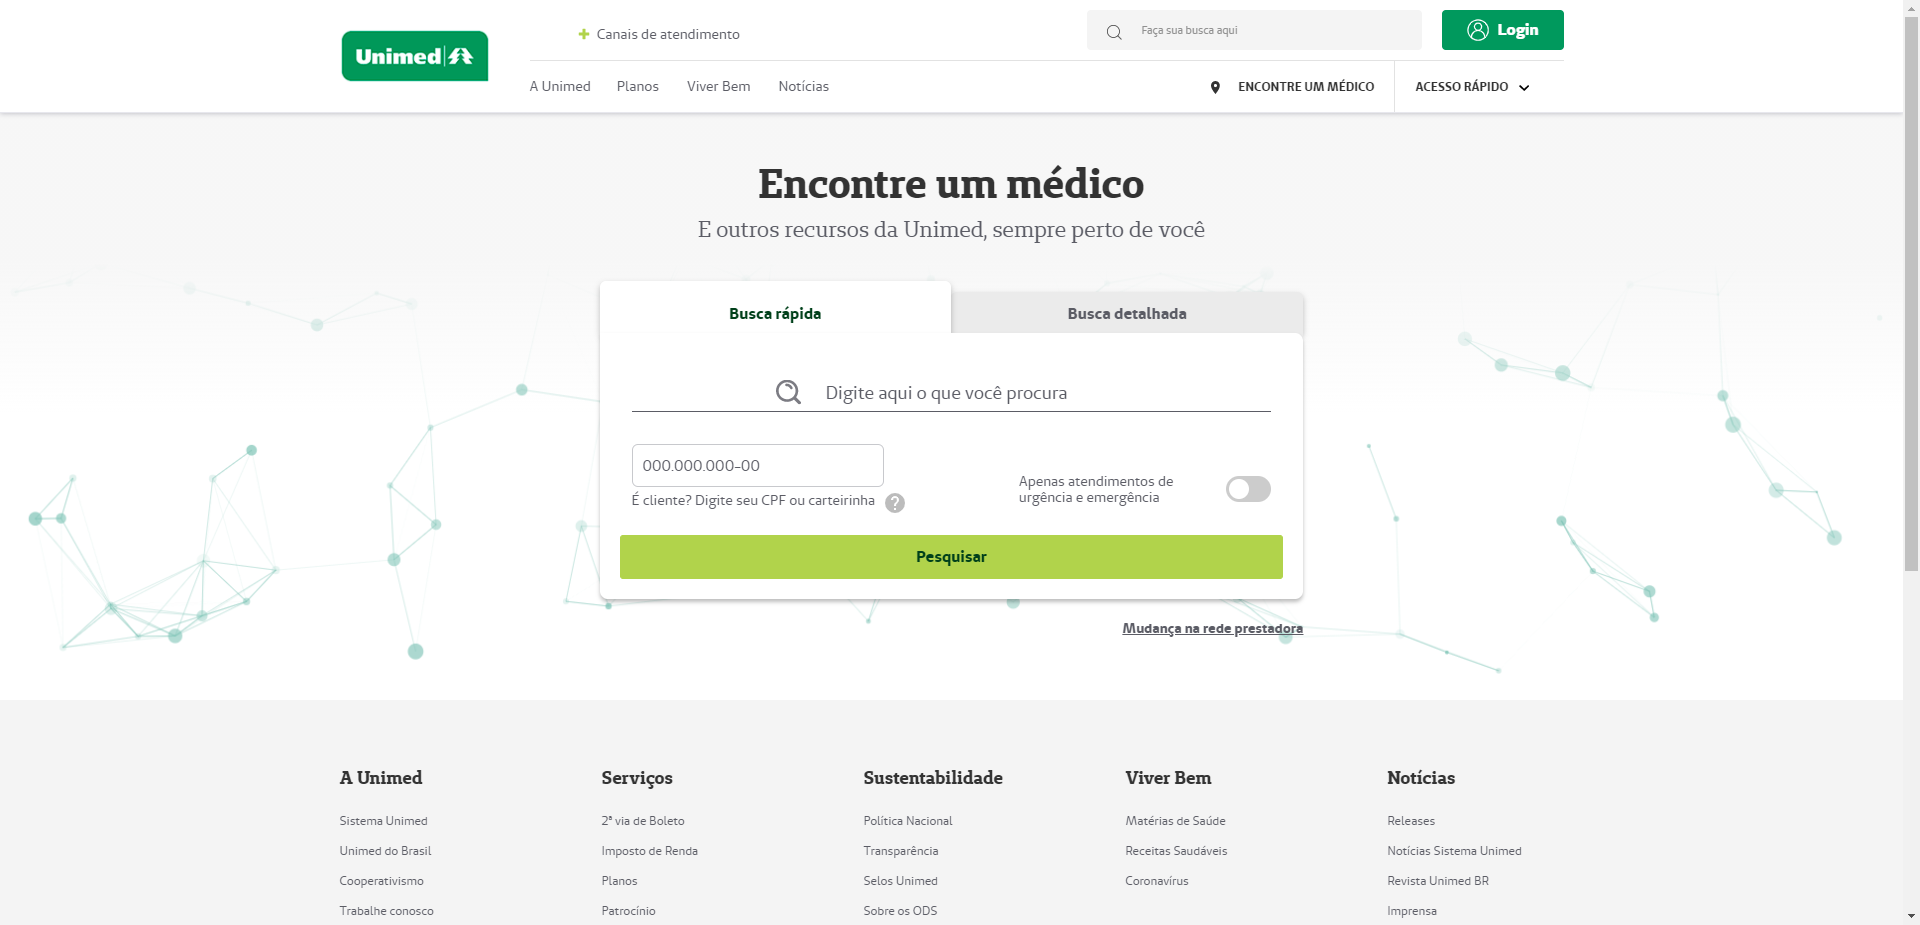 Unimed
Canais de atendimento
Faça sua busca aqui
Login
A Unimed
Planos
Viver Bem
Notícias
ENCONTRE UM MÉDICO
ACESSO RÁPIDO
Encontre um médico
E outros recursos da Unimed, sempre perto de você
Busca rápida
Busca detalhada
Digite aqui o que você procura
000.000.000-00
É cliente? Digite seu CPF ou carteirinha
?
Apenas atendimentos de
urgência e emergência
Pesquisar
Mudança na rede prestadora
A Unimed
Sistema Unimed
Unimed do Brasil
Cooperativismo
Trabalhe conosco
Serviços
2ª via de Boleto
Imposto de Renda
Planos
Patrocínio
Sustentabilidade
Política Nacional
Transparência
Selos Unimed
Sobre os ODS
Viver Bem
Matérias de Saúde
Receitas Saudáveis
Coronavírus
Notícias
Releases
Notícias Sistema Unimed
Revista Unimed BR
Imprensa